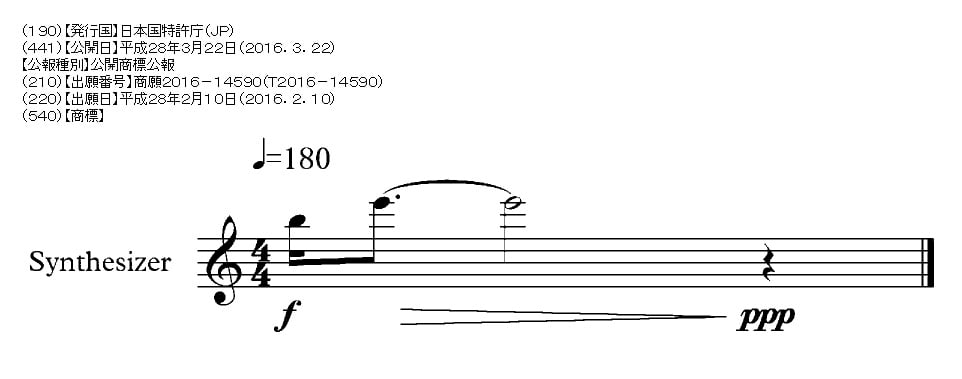 (190)【発行国】日本国特許庁(JP)
(441)【公開日】平成28年3月22日(2016.3.22)
【公報種別】公開商標公報
(210)【出願番号】商願2016-14590(T2016-14590)
(220)【出願日】平成28年2月10日(2016.2.10)
(540)【商標】
♩=180
Synthesizer
4
4
f
ppp